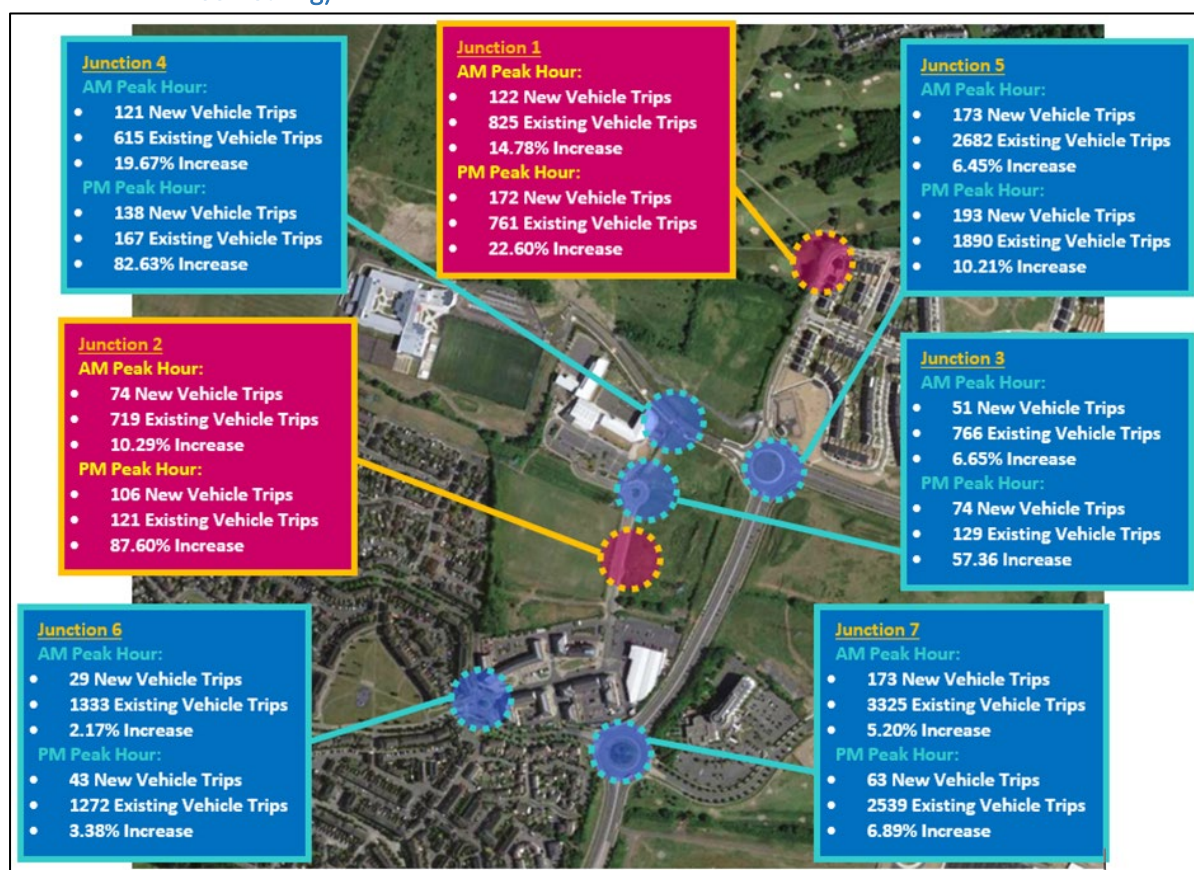 Junction 4
AM Peak Hour:
• 121 New Vehicle Trips
• 615 Existing Vehicle Trips
• 19.67% Increase
PM Peak Hour:
• 138 New Vehicle Trips
• 167 Existing Vehicle Trips
• 82.63% Increase
Junction 1
AM Peak Hour:
• 122 New Vehicle Trips
• 825 Existing Vehicle Trips
• 14.78% Increase
PM Peak Hour:
• 172 New Vehicle Trips
• 761 Existing Vehicle Trips
• 22.60% Increase
Junction 5
AM Peak Hour:
• 173 New Vehicle Trips
• 2682 Existing Vehicle Trips
• 6.45% Increase
PM Peak Hour:
• 193 New Vehicle Trips
• 1890 Existing Vehicle Trips
• 10.21% Increase
Junction 2
AM Peak Hour:
• 74 New Vehicle Trips
• 719 Existing Vehicle Trips
• 10.29% Increase
PM Peak Hour:
• 106 New Vehicle Trips
• 121 Existing Vehicle Trips
• 87.60% Increase
Junction 3
AM Peak Hour:
• 51 New Vehicle Trips
• 766 Existing Vehicle Trips
• 6.65% Increase
PM Peak Hour:
• 74 New Vehicle Trips
• 129 Existing Vehicle Trips
• 57.36 Increase
Junction 6
AM Peak Hour:
• 29 New Vehicle Trips
• 1333 Existing Vehicle Trips
• 2.17% Increase
PM Peak Hour:
• 43 New Vehicle Trips
• 1272 Existing Vehicle Trips
• 3.38% Increase
Junction 7
AM Peak Hour:
• 173 New Vehicle Trips
• 3325 Existing Vehicle Trips
• 5.20% Increase
PM Peak Hour:
• 63 New Vehicle Trips
• 2539 Existing Vehicle Trips
• 6.89% Increase